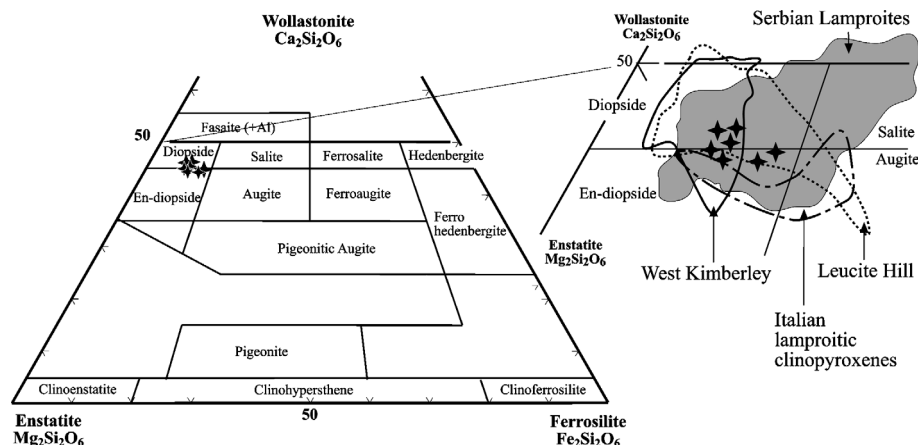 Wollastonite
Ca₂Si₂O₆
50
Fasaite (+Al)
Diopside
Salite
Ferrosalite
Hedenbergite
En-diopside
Augite
Ferroaugite
Ferro
hedenbergite
Pigeonitic Augite
Pigeonite
Clinoenstatite
Clinohypersthene
Clinoferrosilite
50
Enstatite
Mg₂Si₂O₆
Ferrosilite
Fe₂Si₂O₆
Serbian Lamproites
Wollastonite
Ca₂Si₂O₆
50
Diopside
Salite
Augite
En-diopside
Enstatite
Mg₂Si₂O₆
West Kimberley
Leucite Hill
Italian
lamproitic
clinopyroxenes